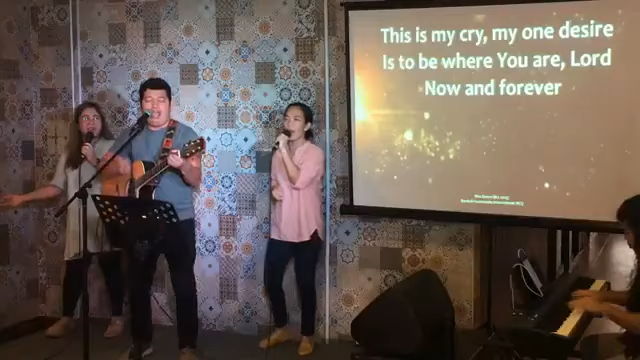 This is my cry, my one desire
Is to be where You are, Lord
Now and forever